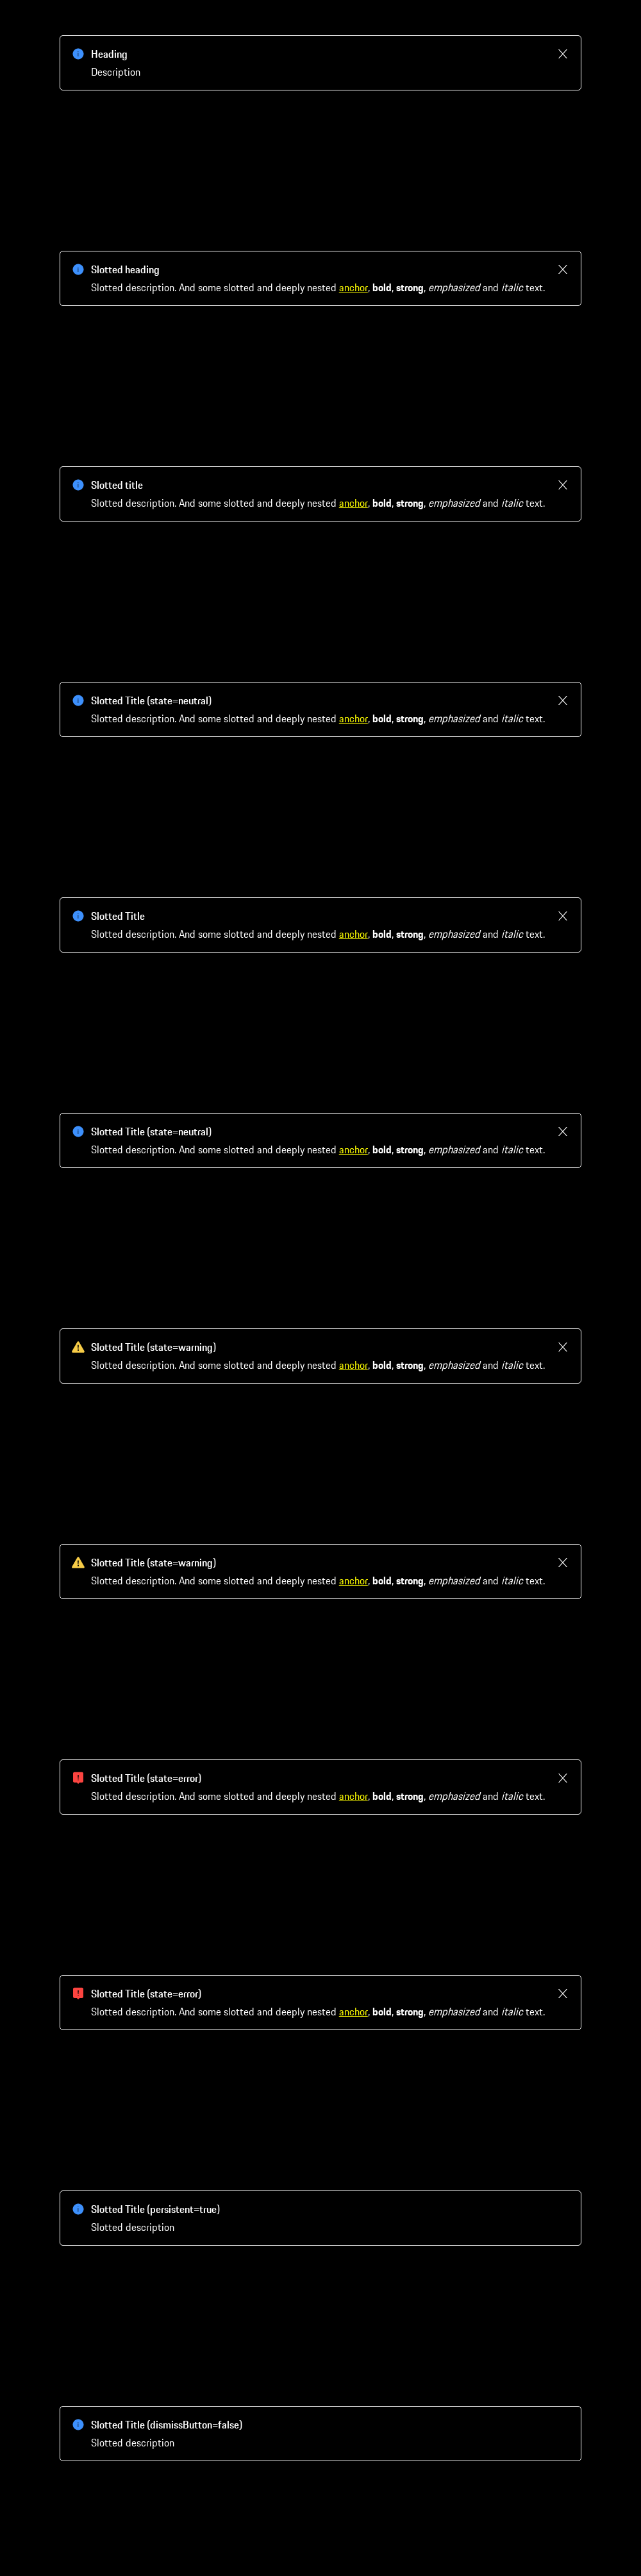 Heading
Description
Slotted heading
Slotted description. And some slotted and deeply nested anchor, bold, strong, emphasized and italic text.
Slotted title
Slotted description. And some slotted and deeply nested anchor, bold, strong, emphasized and italic text.
Slotted Title (state=neutral)
Slotted description. And some slotted and deeply nested anchor, bold, strong, emphasized and italic text.
Slotted Title
Slotted description. And some slotted and deeply nested anchor, bold, strong, emphasized and italic text.
Slotted Title (state=neutral)
Slotted description. And some slotted and deeply nested anchor, bold, strong, emphasized and italic text.
Slotted Title (state=warning)
Slotted description. And some slotted and deeply nested anchor, bold, strong, emphasized and italic text.
Slotted Title (state=warning)
Slotted description. And some slotted and deeply nested anchor, bold, strong, emphasized and italic text.
Slotted Title (state=error)
Slotted description. And some slotted and deeply nested anchor, bold, strong, emphasized and italic text.
Slotted Title (state=error)
Slotted description. And some slotted and deeply nested anchor, bold, strong, emphasized and italic text.
Slotted Title (persistent=true)
Slotted description
Slotted Title (dismissButton=false)
Slotted description